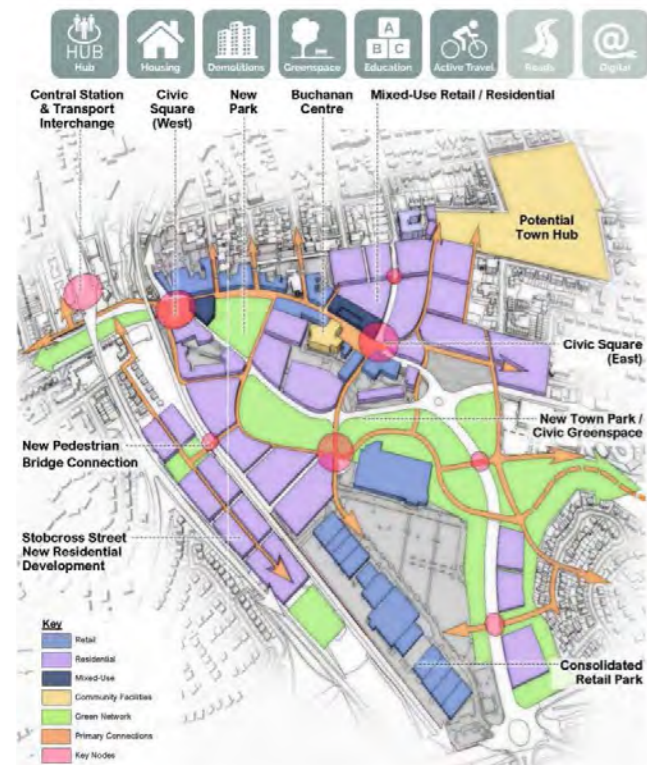 HUB
Hub
Housing
Demolitions
Greenspace
A
B C
Education
Active Travel
Roads
@
Digital
Central Station
& Transport
Interchange
Civic
Square
(West)
New
Park
Buchanan
Centre
Mixed-Use Retail / Residential
Potential
Town Hub
Civic Square
(East)
New Town Park /
Civic Greenspace
New Pedestrian
Bridge Connection
Stobcross Street
New Residential
Development
Consolidated
Retail Park
Key
Retail
Residential
Mixed-Use
Community Facilities
Green Network
Primary Connections
Key Nodes